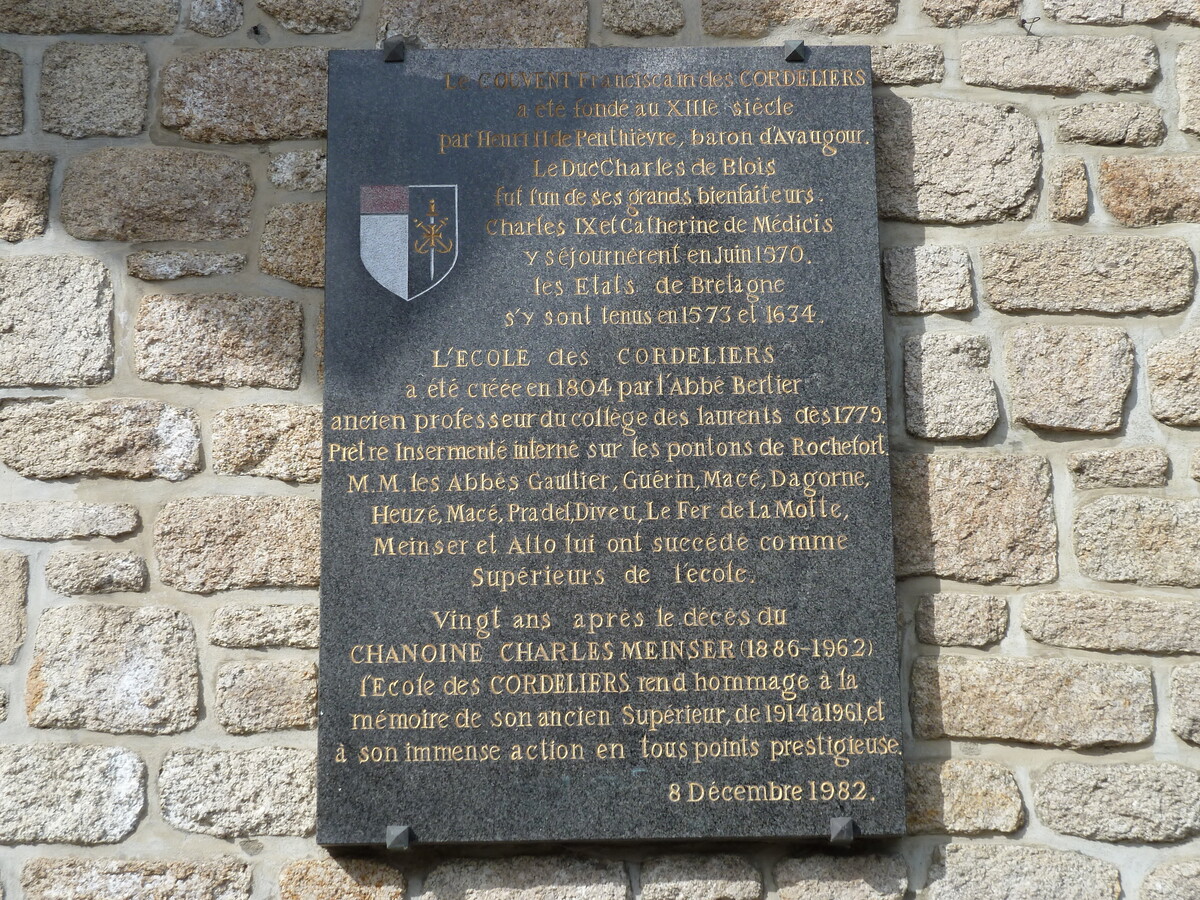 Le COUVENT Franciscain des CORDELIERS
a été fondé au XIIIè siècle
par Henri II de Penthièvre, baron d'Avaugour.
Le Duc Charles de Blois
fut l'un de ses grands bienfaiteurs.
Charles IX et Catherine de Médicis
y séjournèrent en Juin 1570.
les Etats de Bretagne
s'y sont tenus en 1573 et 1634.
L'ECOLE des CORDELIERS
a été créée en 1804 par l'Abbé Bertier
ancien professeur du collège des laurents dès 1779.
Prêtre Insermenté interné sur les pontons de Rochefort
M.M. les Abbés Gaultier, Guérin, Macé, Dagorne,
Heuzé, Macé, Pradel, Diveu, Le Fer de La Motte,
Meinser et Allo lui ont succédé comme
Supérieurs de l'école.
Vingt ans après le décès du
CHANOINE CHARLES MEINSER (1886-1962)
l'Ecole des CORDELIERS rend hommage à la
mémoire de son ancien Supérieur, de 1914 à 1961, et
à son immense action en tous points prestigieuse.
8 Décembre 1982.